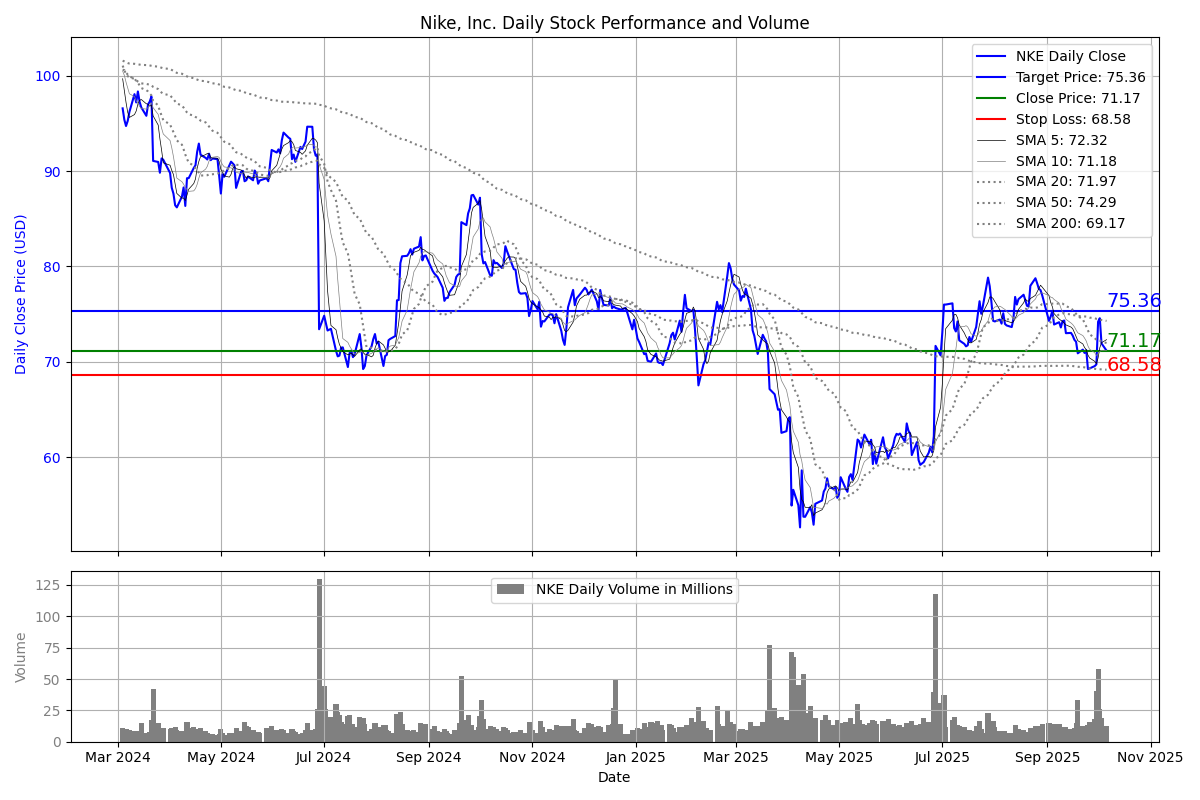 Nike, Inc. Daily Stock Performance and Volume
Daily Close Price (USD)
100
90
80
70
60
NKE Daily Close
Target Price: 75.36
Close Price: 71.17
Stop Loss: 68.58
SMA 5: 72.32
SMA 10: 71.18
SMA 20: 71.97
SMA 50: 74.29
SMA 200: 69.17
75.36
71.17
68.58
NKE Daily Volume in Millions
Volume
125
100
75
50
25
0
Mar 2024 May 2024 Jul 2024 Sep 2024 Nov 2024 Jan 2025 Mar 2025 May 2025 Jul 2025 Sep 2025 Nov 2025
Date